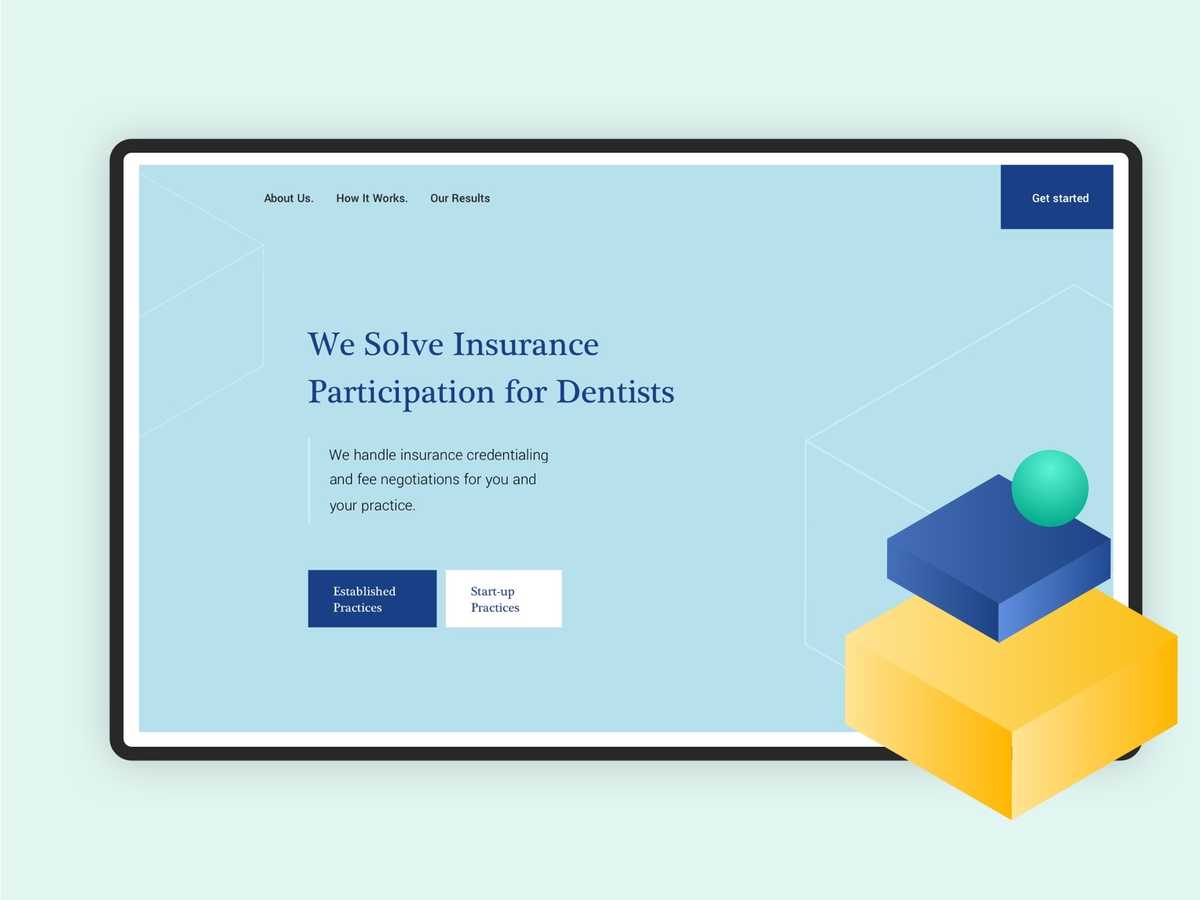 About Us. How It Works. Our Results
Get started
We Solve Insurance
Participation for Dentists
We handle insurance credentialing
and fee negotiations for you and
your practice.
Established
Practices
Start-up
Practices